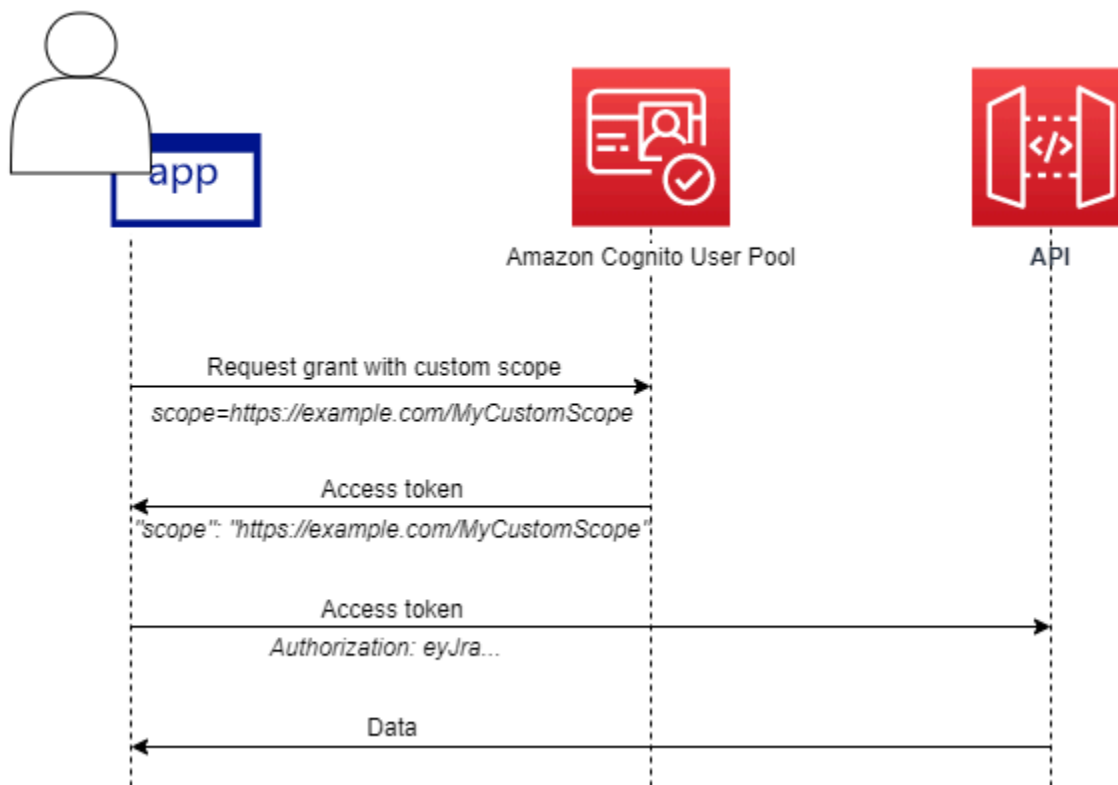 app
</>
Amazon Cognito User Pool
API
Request grant with custom scope
scope=https://example.com/MyCustomScope
Access token
"scope": "https://example.com/MyCustomScope"
Access token
Authorization: eyJra...
Data